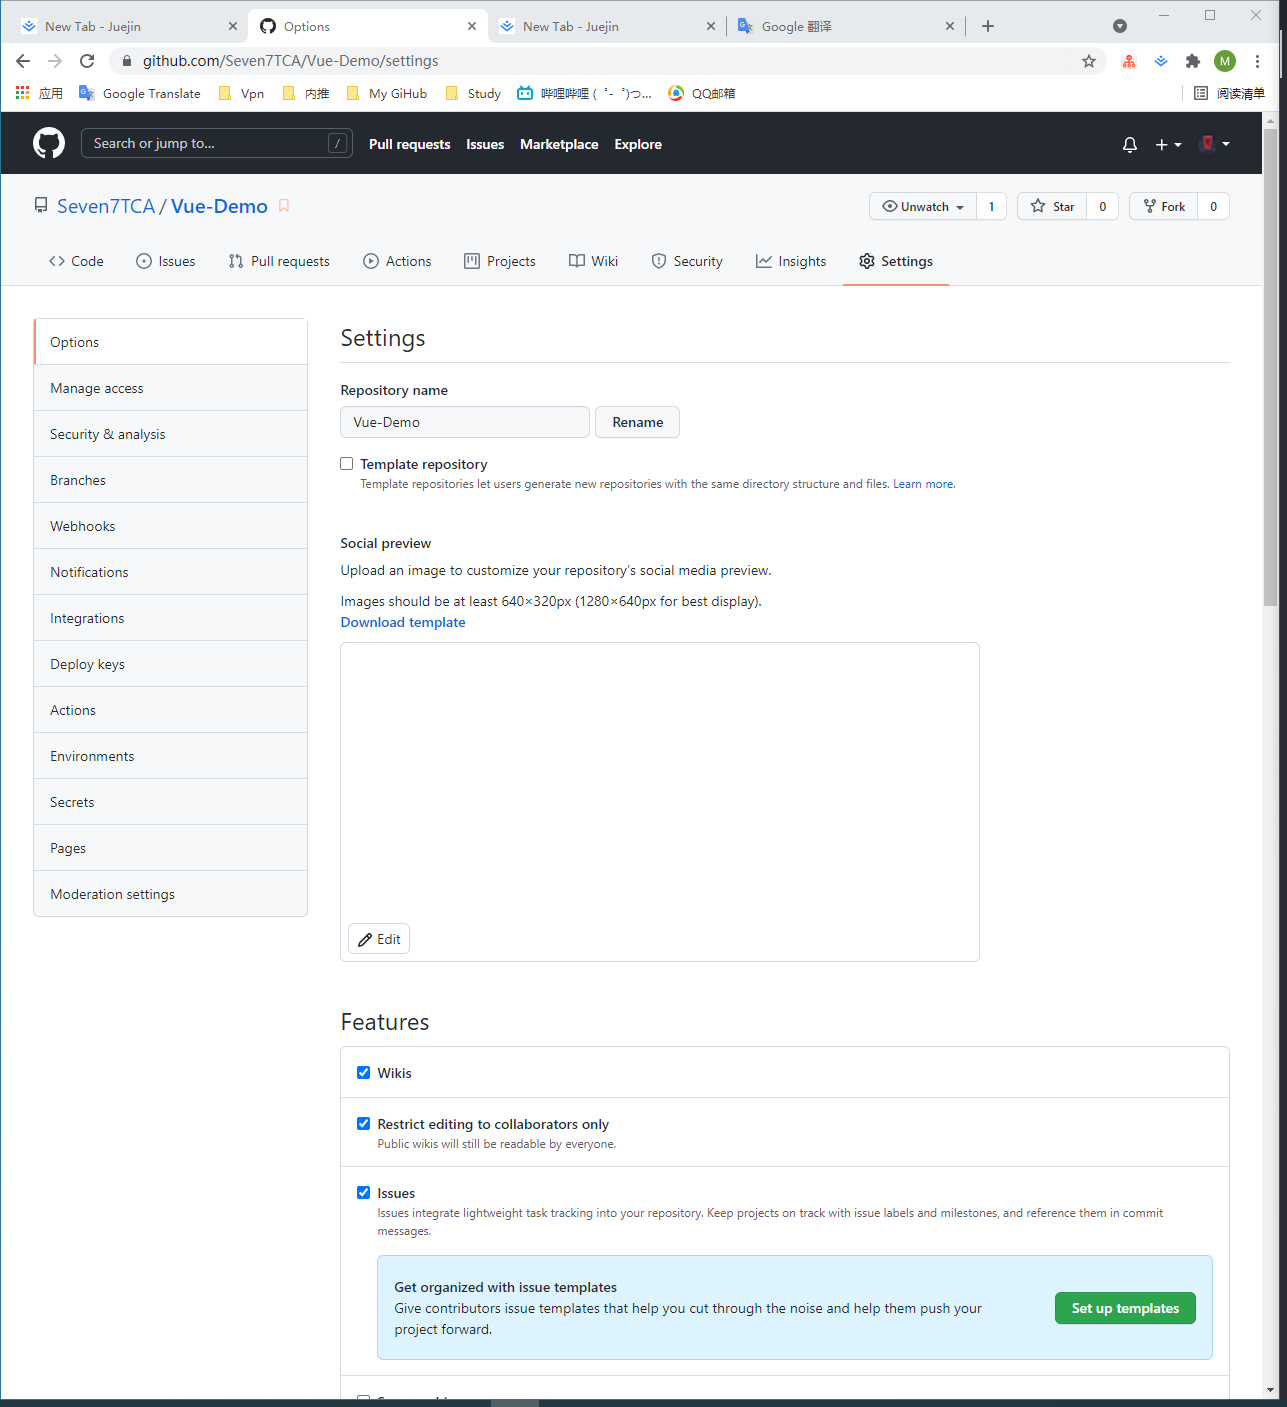 New Tab - Juejin
Options
New Tab - Juejin
Google 翻译
github.com/Seven7TCA/Vue-Demo/settings
M
应用
Google Translate
Vpn
内推
My GiHub
Study
哔哩哔哩 (゜-゜)つ...
QQ邮箱
阅读清单
Search or jump to...
/
Pull requests
Issues
Marketplace
Explore
Seven7TCA / Vue-Demo
Unwatch
1
Star
0
Fork
0
Code
Issues
Pull requests
Actions
Projects
Wiki
Security
Insights
Settings
Options
Manage access
Security & analysis
Branches
Webhooks
Notifications
Integrations
Deploy keys
Actions
Environments
Secrets
Pages
Moderation settings
Settings
Repository name
Vue-Demo
Rename
Template repository
Template repositories let users generate new repositories with the same directory structure and files. Learn more.
Social preview
Upload an image to customize your repository's social media preview.
Images should be at least 640×320px (1280×640px for best display).
Download template
Edit
Features
Wikis
Restrict editing to collaborators only
Public wikis will still be readable by everyone.
Issues
Issues integrate lightweight task tracking into your repository. Keep projects on track with issue labels and milestones, and reference them in commit
messages.
Get organized with issue templates
Give contributors issue templates that help you cut through the noise and help them push your
project forward.
Set up templates